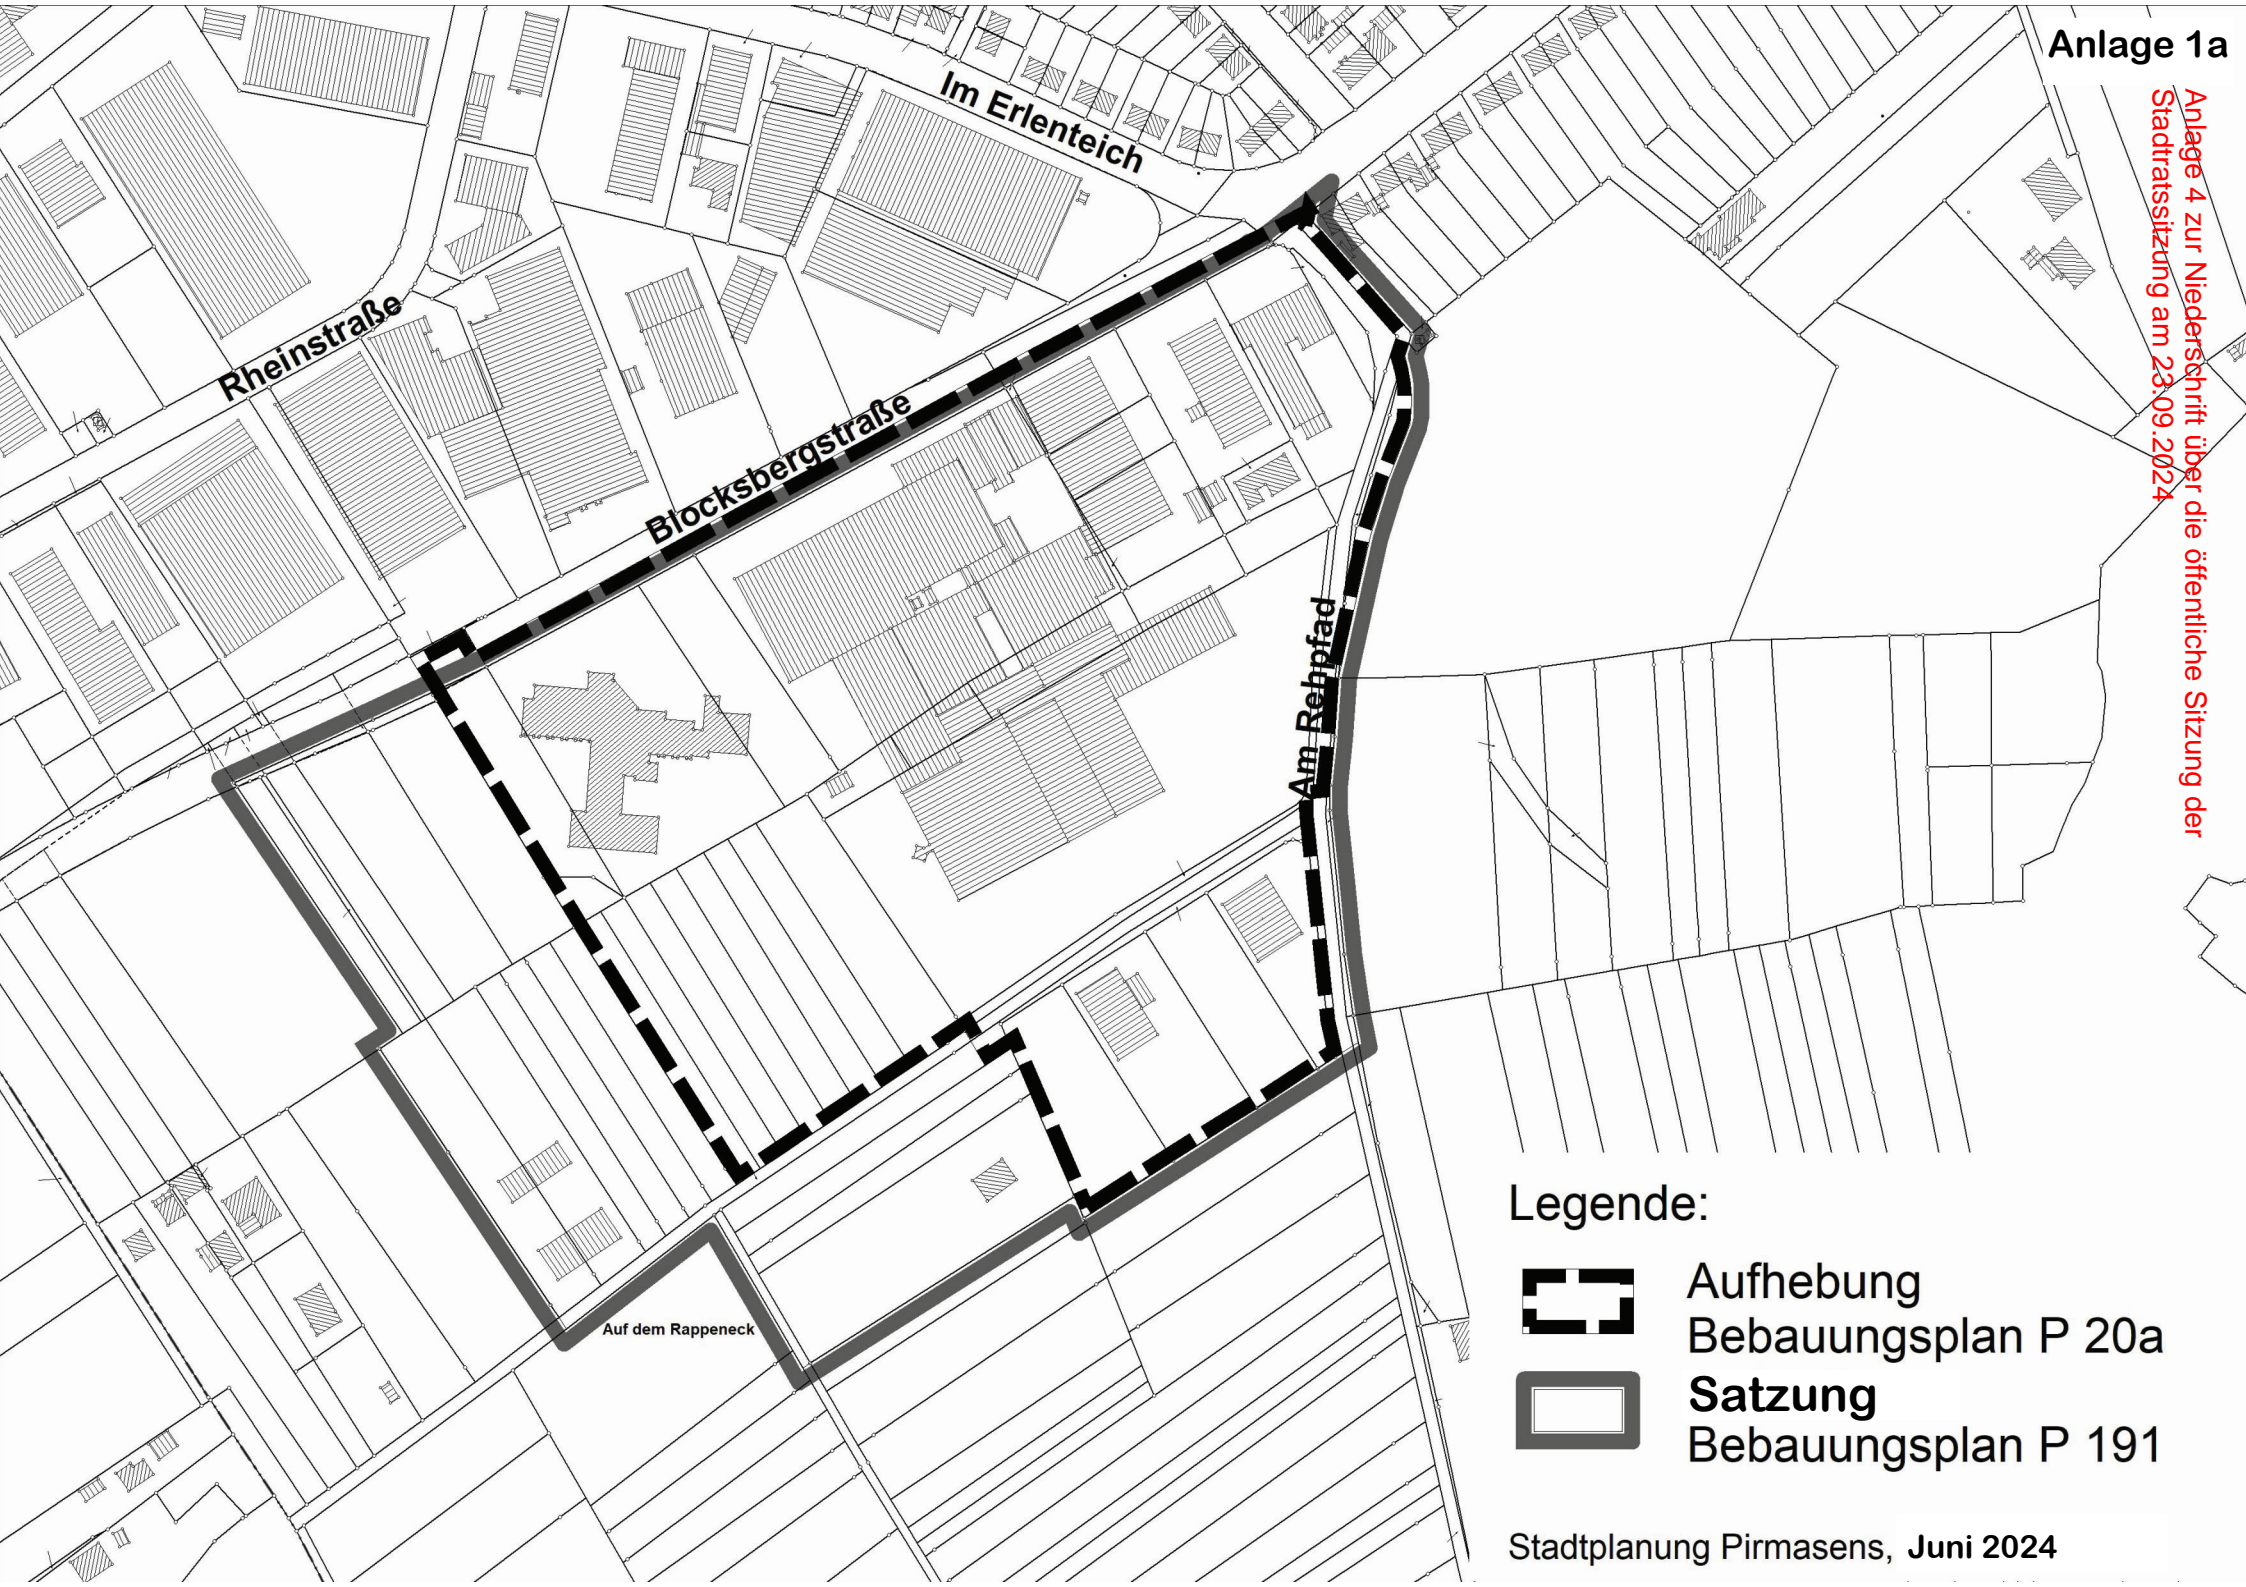 Anlage 1a
Anlage 4 zur Niederschrift über die öffentliche Sitzung der
Stadtratssitzung am 23.09.2024
Im Erlenteich
Rheinstraße
Blocksbergstraße
Am Rehpfad
Auf dem Rappeneck
Legende:
Aufhebung
Bebauungsplan P 20a
Satzung
Bebauungsplan P 191
Stadtplanung Pirmasens, Juni 2024